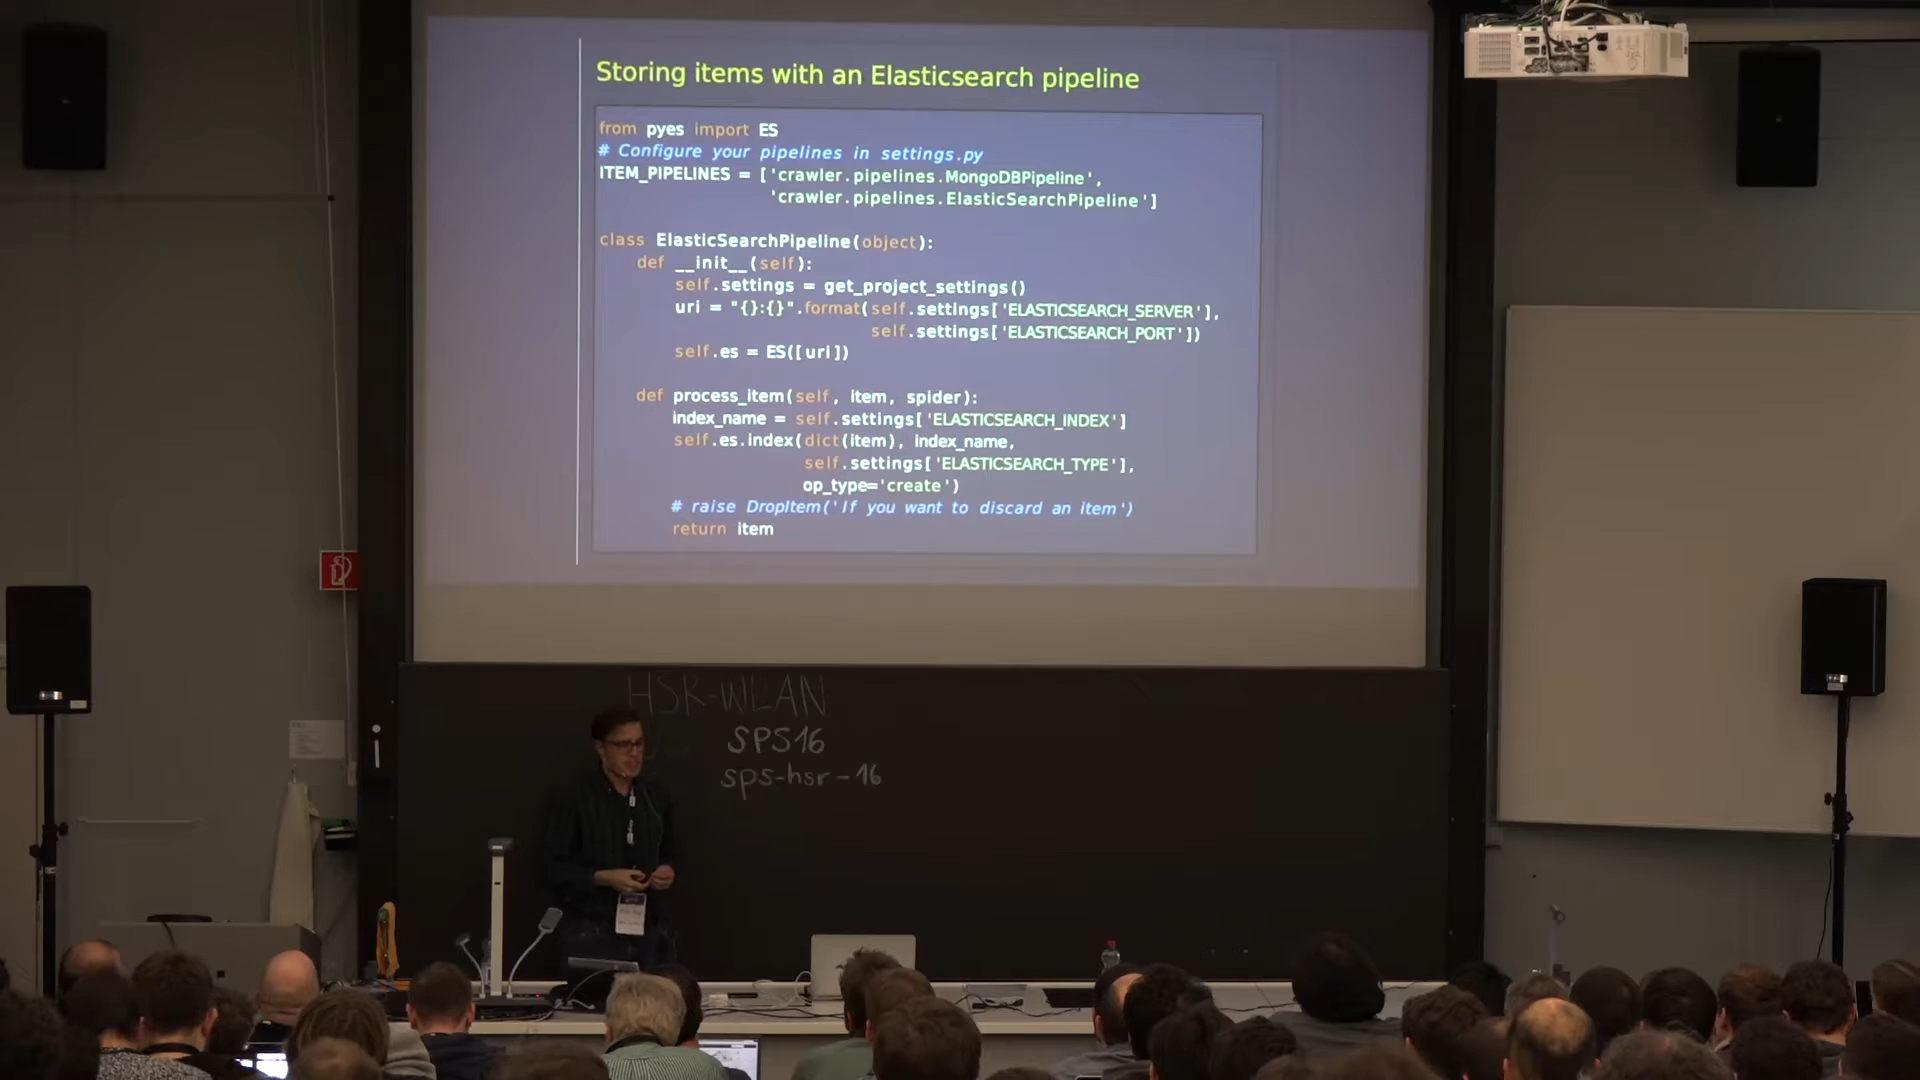 Storing items with an Elasticsearch pipeline
from pyes import ES
# Configure your pipelines in settings.py
ITEM_PIPELINES = ['crawler.pipelines.MongoDBPipeline',
'crawler.pipelines.ElasticSearchPipeline']
class ElasticSearchPipeline(object):
def __init__(self):
self.settings = get_project_settings()
uri = "{}:{}".format(self.settings['ELASTICSEARCH_SERVER'],
self.settings['ELASTICSEARCH_PORT'])
self.es = ES([uri])
def process_item(self, item, spider):
index_name = self.settings['ELASTICSEARCH_INDEX']
self.es.index(dict(item), index_name,
self.settings['ELASTICSEARCH_TYPE'],
op_type='create')
# raise DropItem('If you want to discard an item')
return item
HSR-WLAN
SPS16
sps-hsr-16